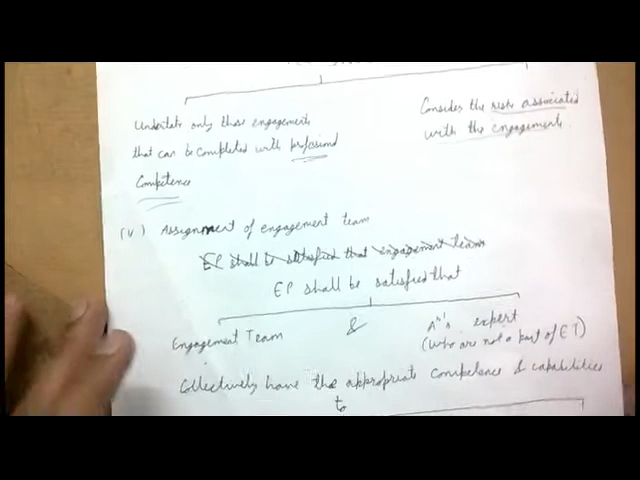 Undertake only those engagements
that can be completed with professional
Competence
Consider the risk associated
with the engagement
(V) Assignment of engagement team
EP shall be satisfied that engagement team
EP shall be satisfied that
Engagement Team
&
A"'s expert
(who are not a part of ET)
Collectively have the appropriate competence & capabilities
to